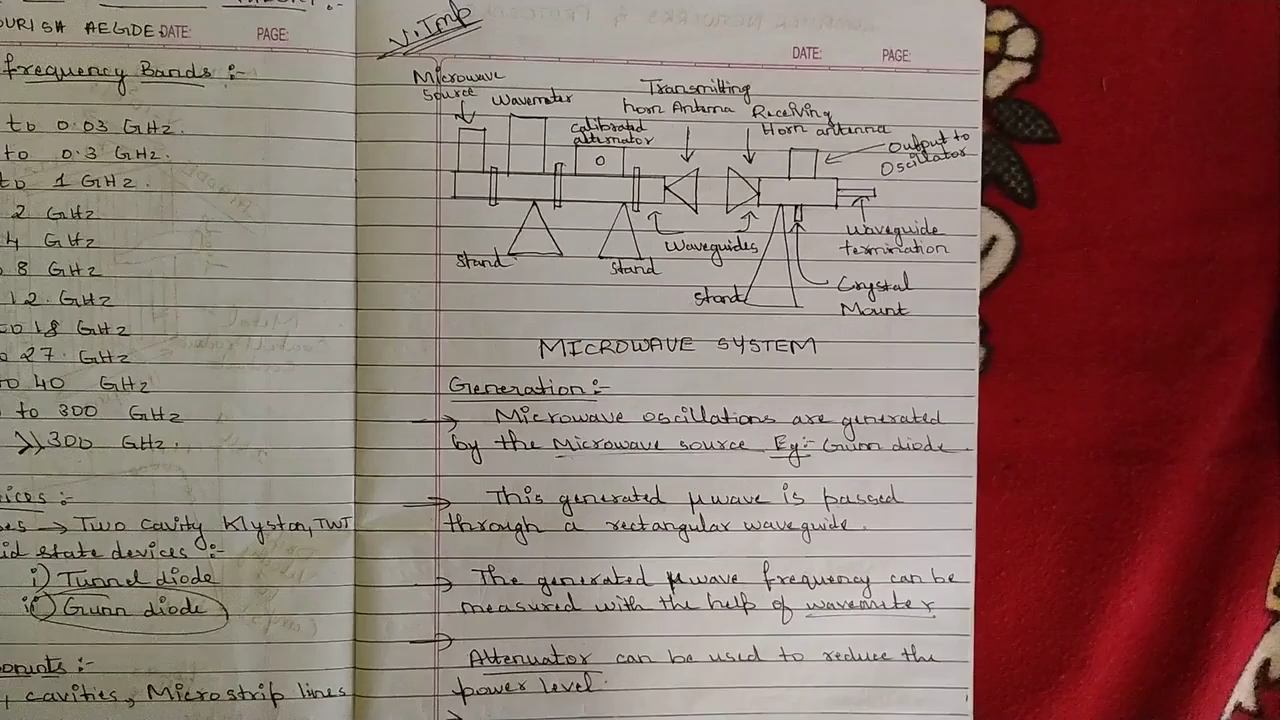 OURISH AEGDE DATE: PAGE:
frequency Bands :-
to 0.03 GHz.
to 0.3 GHz.
to 1 GHz.
2 GHz
4 GHz
8 GHz
12. GHz
to 18 GHz
27. GHz
to 40 GHz
to 300 GHz
>>300 GHz.
ices :-
es → Two cavity Klyston, TWT
id state devices :-
i) Tunnel diode
ii) Gunn diode
onents :-
, cavities, Microstrip lines
V. Imp
DATE: PAGE:
Microwave
Source
Wavemeter
calibrated
attenuator
Transmitting
horn Antenna
Receiving
Horn antenna
Output to
Oscillator
Waveguides
Waveguide
termination
Stand
Stand
Stand
Crystal
Mount
MICROWAVE SYSTEM
Generation :-
→ Microwave oscillations are generated
by the Microwave source. Eg:- Gunn diode.
→ This generated μwave is passed
through a rectangular waveguide.
→ The generated μwave frequency can be
measured with the help of wavemeter
→
Attenuator can be used to reduce the
power level.